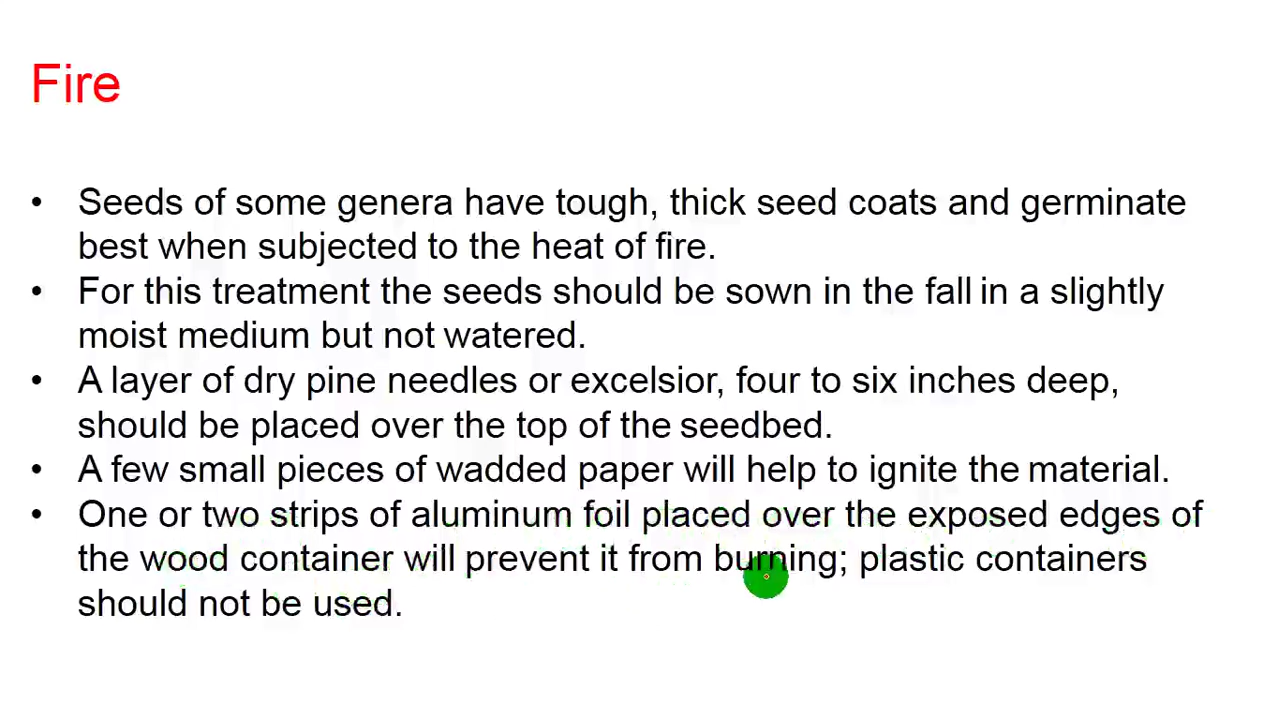 Fire
• Seeds of some genera have tough, thick seed coats and germinate
best when subjected to the heat of fire.
• For this treatment the seeds should be sown in the fall in a slightly
moist medium but not watered.
• A layer of dry pine needles or excelsior, four to six inches deep,
should be placed over the top of the seedbed.
• A few small pieces of wadded paper will help to ignite the material.
• One or two strips of aluminum foil placed over the exposed edges of
the wood container will prevent it from burning; plastic containers
should not be used.